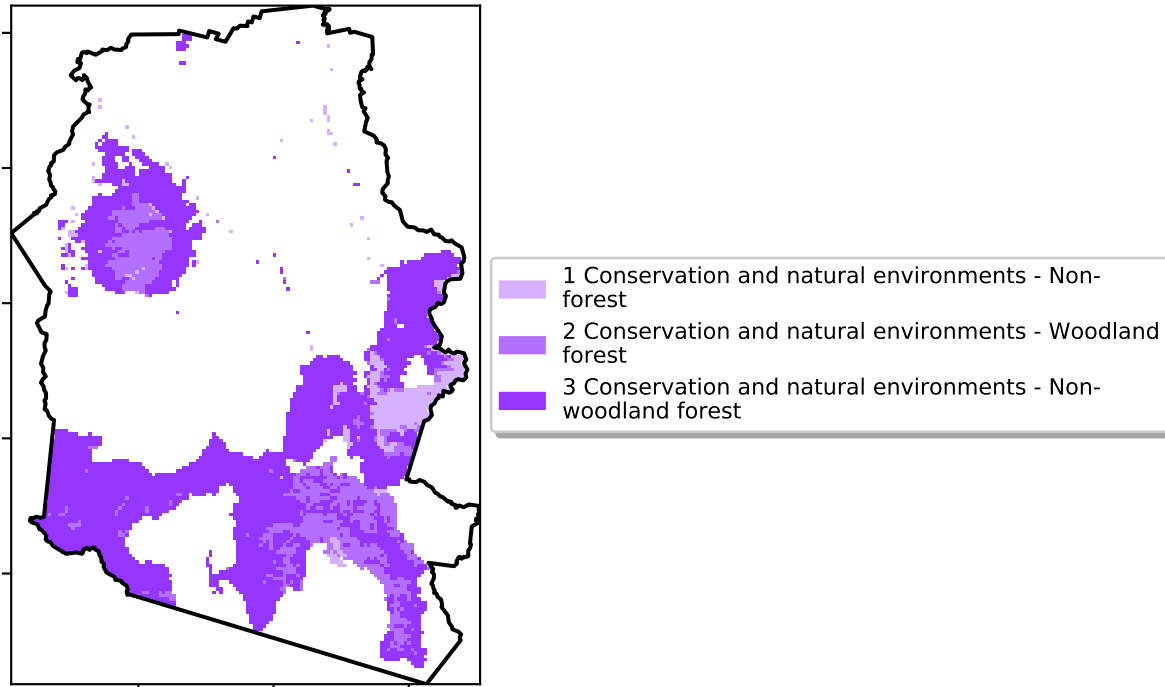 1 Conservation and natural environments - Non-
forest
2 Conservation and natural environments - Woodland
forest
3 Conservation and natural environments - Non-
woodland forest